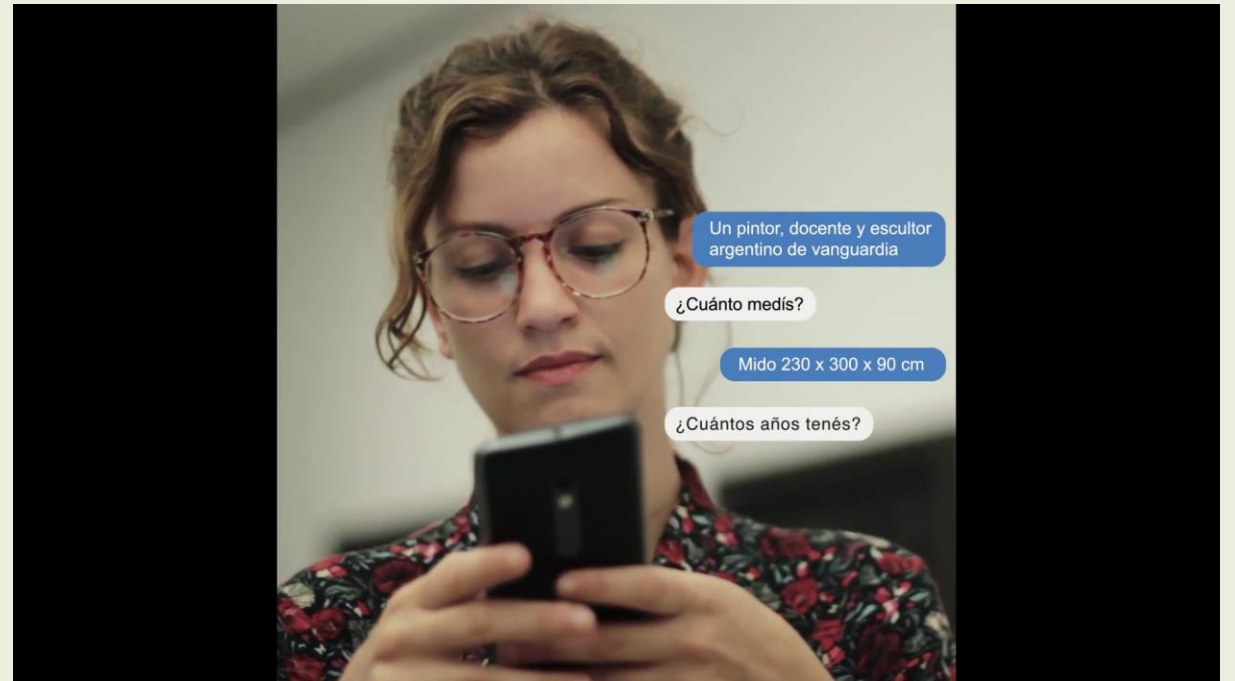 Un pintor, docente y escultor
argentino de vanguardia
¿Cuánto medís?
Mido 230 x 300 x 90 cm
¿Cuántos años tenés?